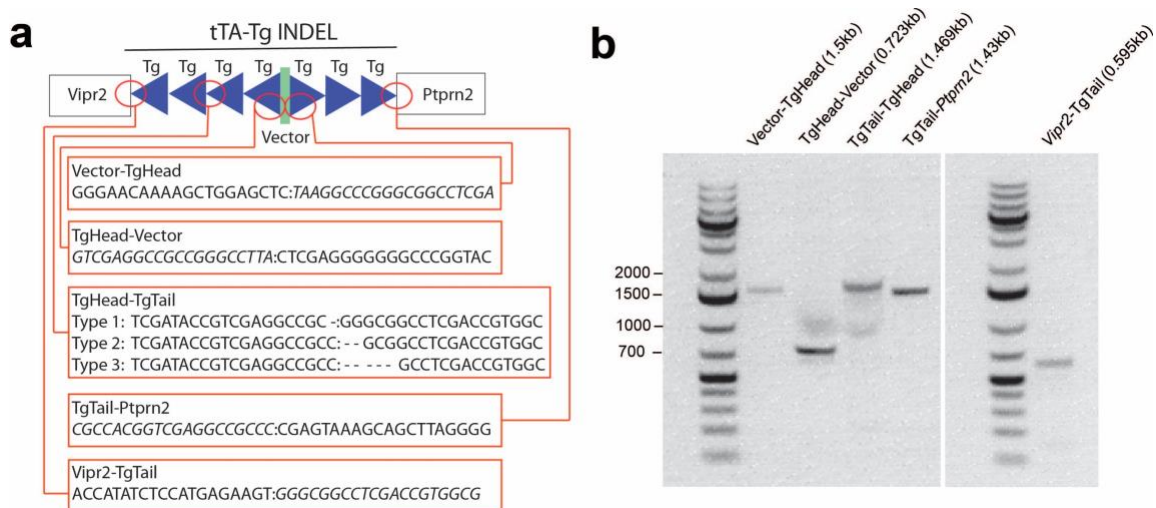 a
tTA-Tg INDEL
Tg Tg Tg Tg Tg Tg Tg
Vipr2
Ptprn2
Vector
Vector-TgHead
GGGAACAAAAGCTGGAGCTC:TAAGGCCCGGGCGGCCTCGA
TgHead-Vector
GTCGAGGCCGCCGGGCCTTA:CTCGAGGGGGGGCCCGGTAC
TgHead-TgTail
Type 1: TCGATACCGTCGAGGCCGC -:GGGCGGCCTCGACCGTGGC
Type 2: TCGATACCGTCGAGGCCGCC: - - GCGGCCTCGACCGTGGC
Type 3: TCGATACCGTCGAGGCCGCC: - - - - - GCCTCGACCGTGGC
TgTail-Ptprn2
CGCCACGGTCGAGGCCGCCC:CGAGTAAAGCAGCTTAGGGG
Vipr2-TgTail
ACCATATCTCCATGAGAAGT:GGGCGGCCTCGACCGTGGCG
b
Vector-TgHead (1.5kb)
TgHead-Vector (0.723kb)
TgTail-TgHead (1.469kb)
TgTail-Ptprn2 (1.43kb)
Vipr2-TgTail (0.595kb)
2000
1500
1000
700